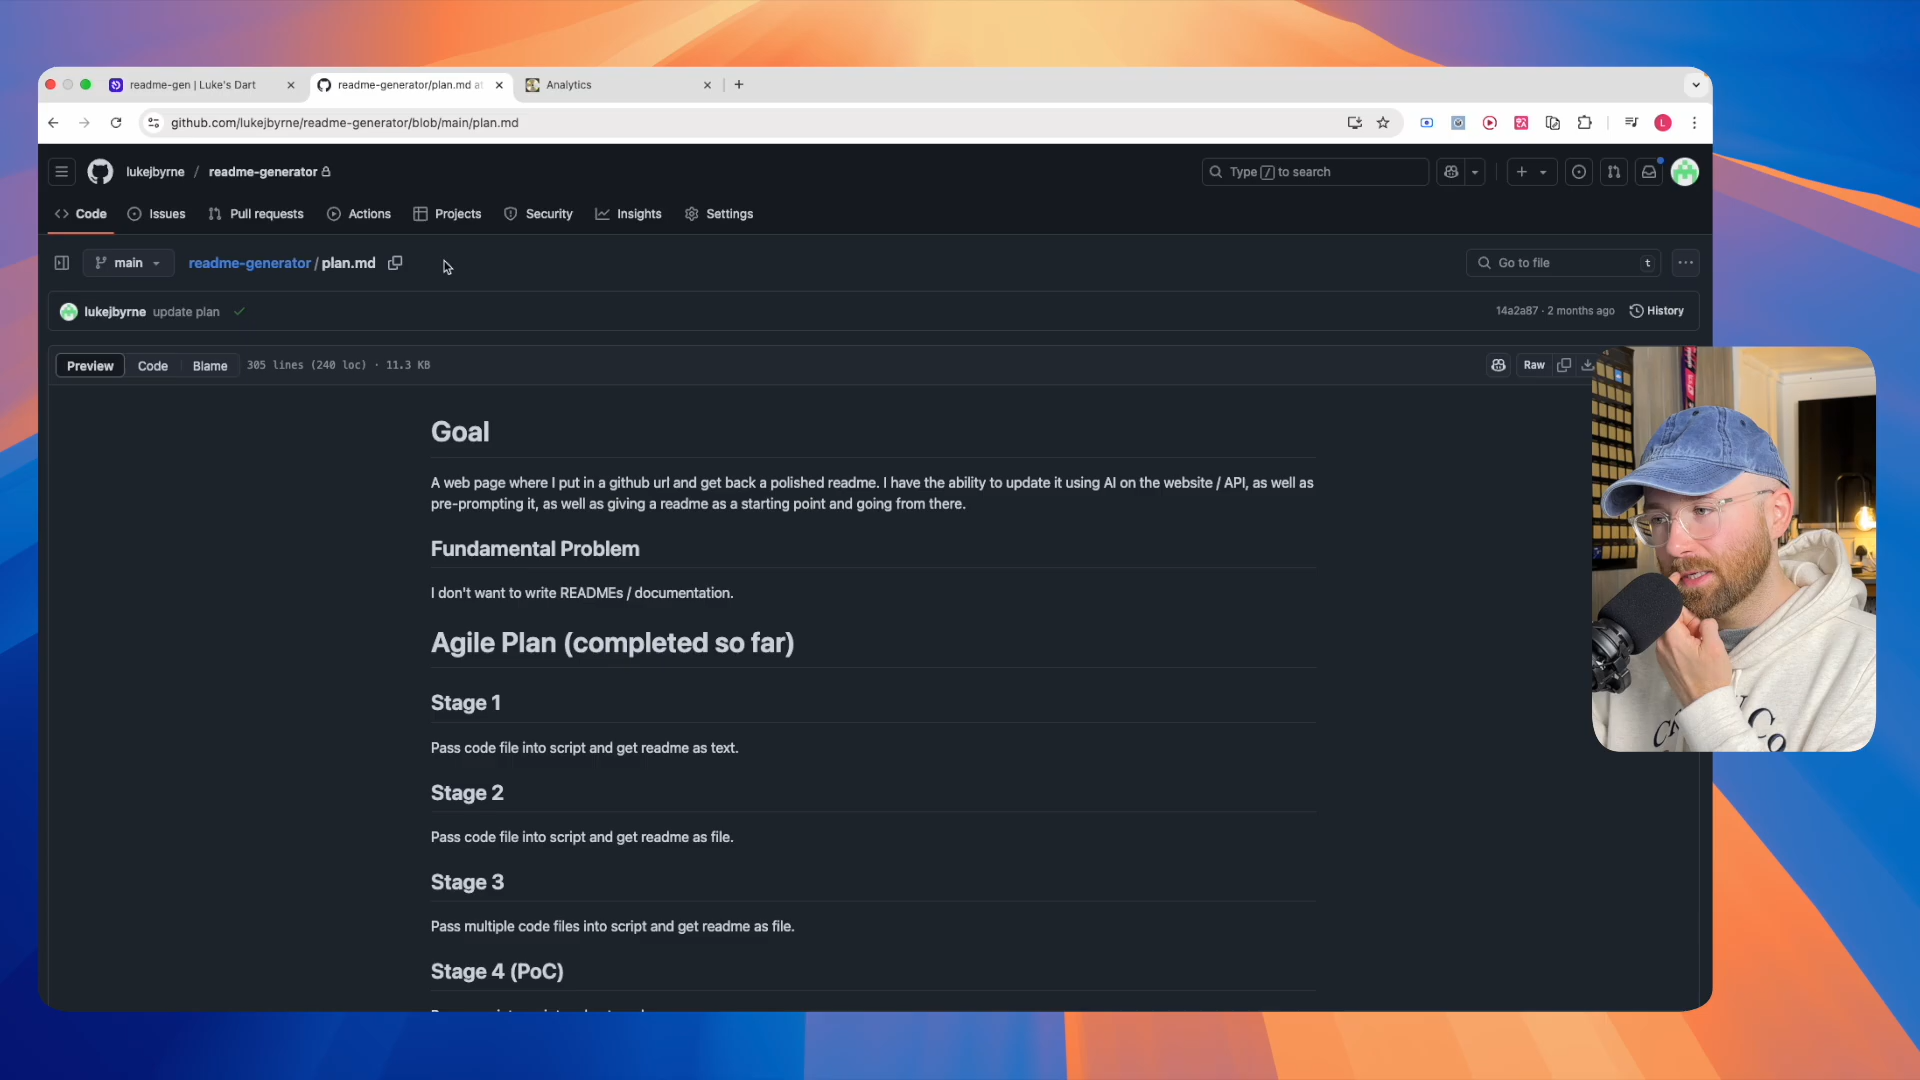 readme-gen | Luke's Dart
readme-generator/plan.md at
Analytics
github.com/lukejbyrne/readme-generator/blob/main/plan.md
L
lukejbyrne / readme-generator
Type / to search
Code
Issues
Pull requests
Actions
Projects
Security
Insights
Settings
main
readme-generator / plan.md
Go to file
t
lukejbyrne update plan
14a2a87 · 2 months ago
History
Preview
Code
Blame
305 lines (240 loc) · 11.3 KB
Raw
Goal
A web page where I put in a github url and get back a polished readme. I have the ability to update it using AI on the website / API, as well as
pre-prompting it, as well as giving a readme as a starting point and going from there.
Fundamental Problem
I don't want to write READMEs / documentation.
Agile Plan (completed so far)
Stage 1
Pass code file into script and get readme as text.
Stage 2
Pass code file into script and get readme as file.
Stage 3
Pass multiple code files into script and get readme as file.
Stage 4 (PoC)